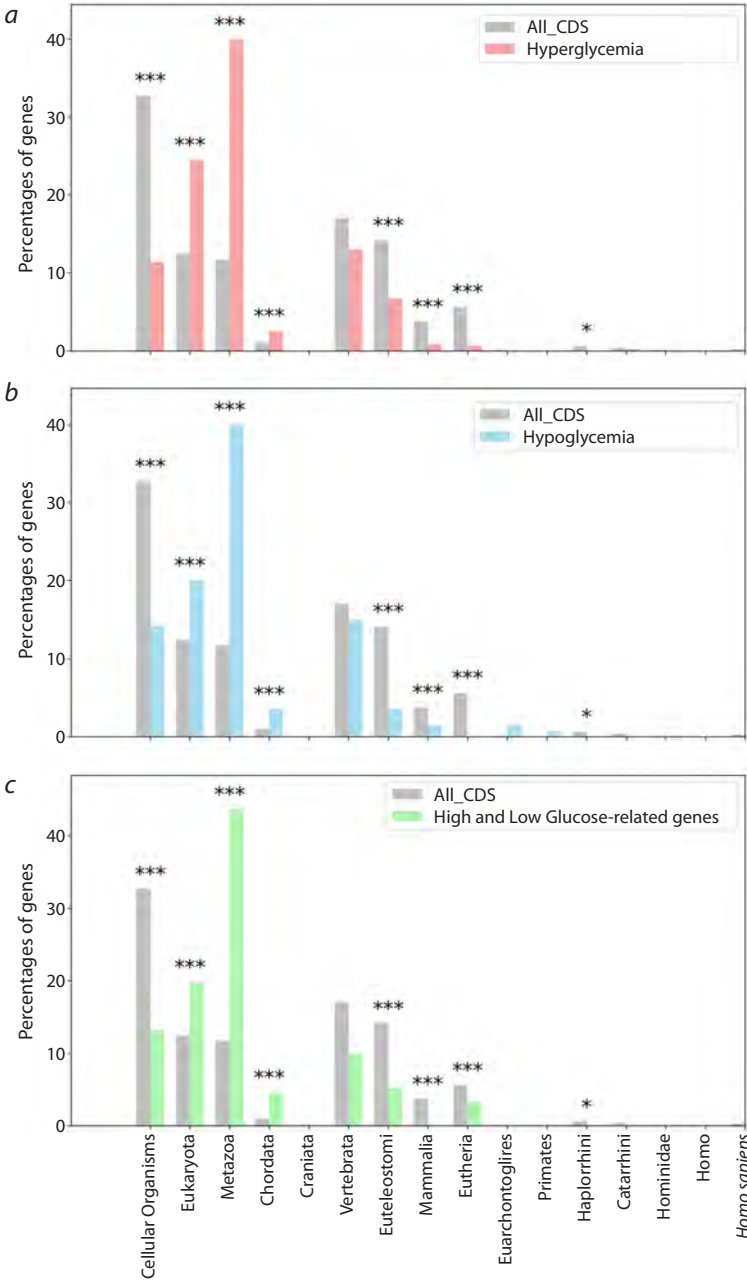 a
All_CDS
Hyperglycemia
***
***
***
***
***
***
***
*
Percentages of genes
40
30
20
10
0
b
All_CDS
Hypoglycemia
***
***
***
***
***
***
***
*
Percentages of genes
40
30
20
10
0
c
All_CDS
High and Low Glucose-related genes
***
***
***
***
***
***
***
*
Percentages of genes
40
30
20
10
0
Cellular Organisms
Eukaryota
Metazoa
Chordata
Craniata
Vertebrata
Euteleostomi
Mammalia
Eutheria
Euarchontoglires
Primates
Haplorrhini
Catarrhini
Hominidae
Homo
Homo sapiens